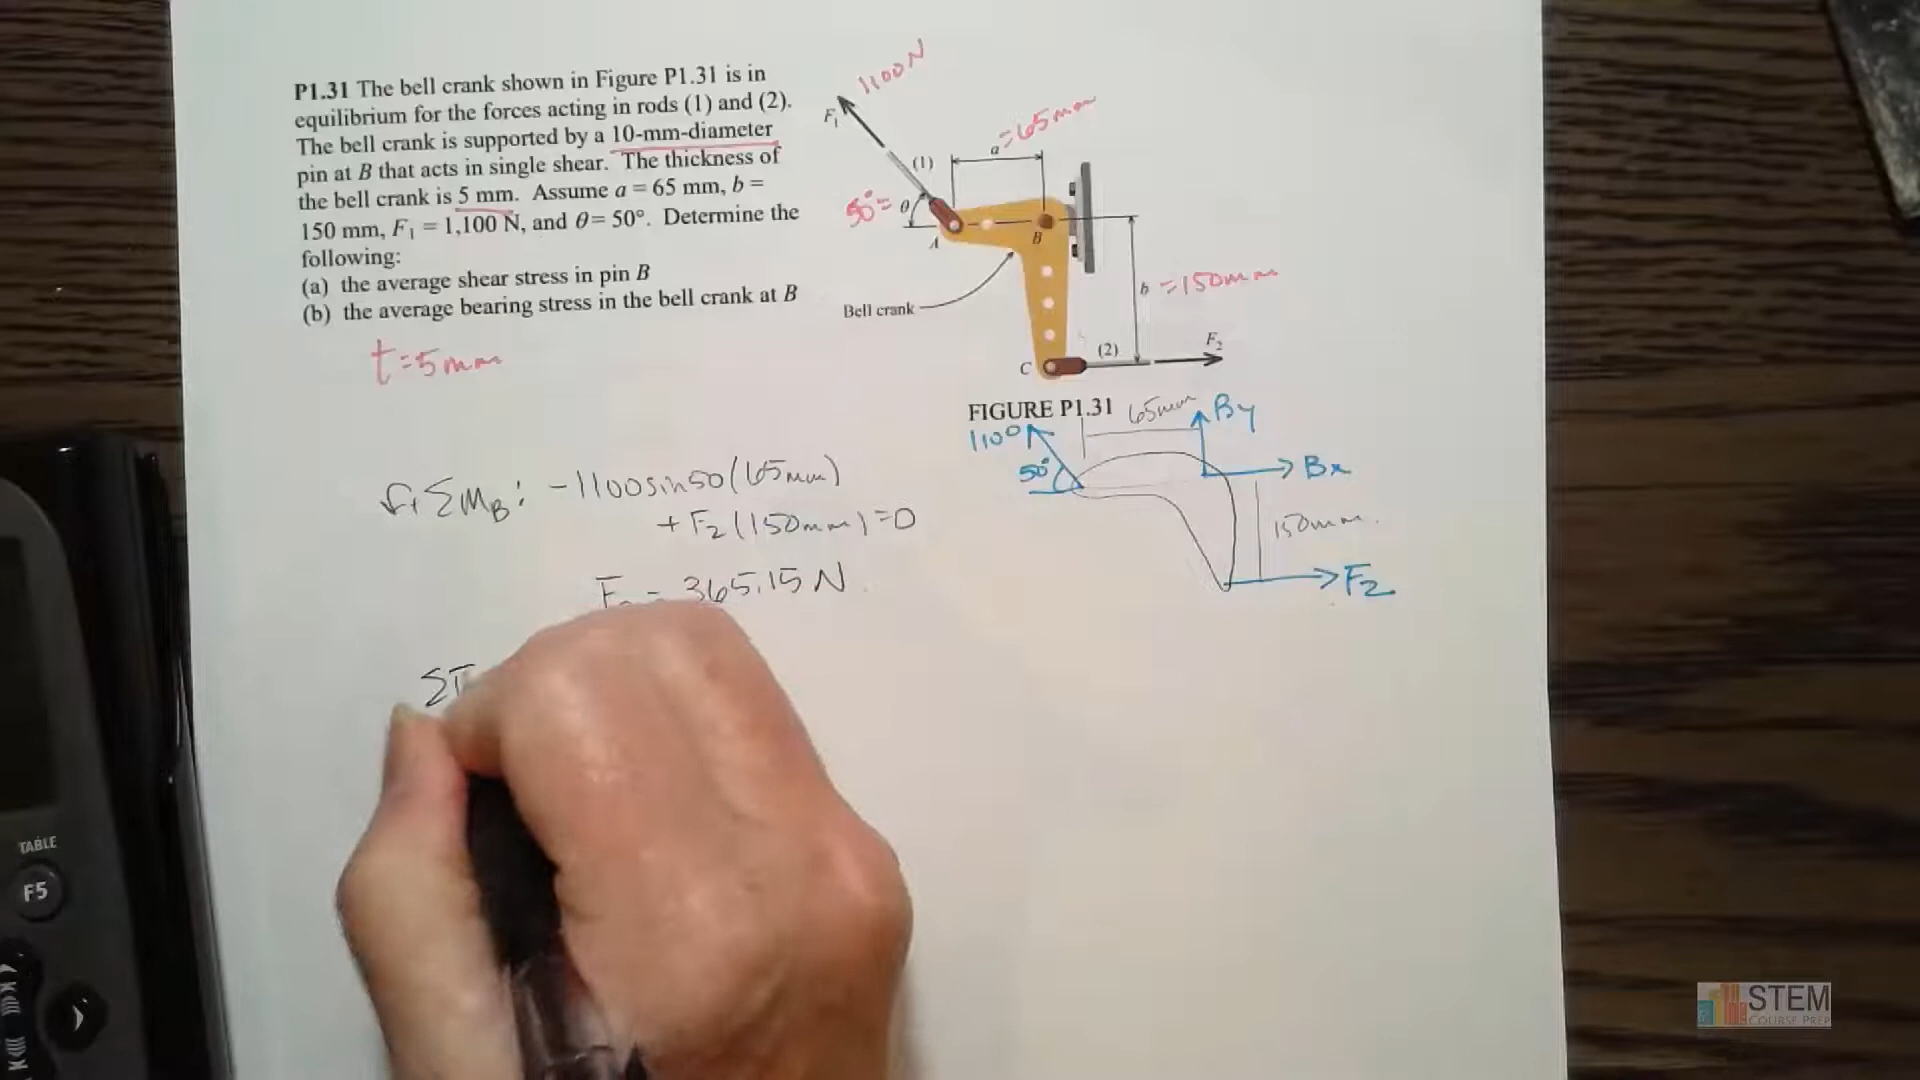 P1.31 The bell crank shown in Figure P1.31 is in
equilibrium for the forces acting in rods (1) and (2).
The bell crank is supported by a 10-mm-diameter
pin at B that acts in single shear. The thickness of
the bell crank is 5 mm. Assume a = 65 mm, b =
150 mm, F₁ = 1,100 N, and θ = 50°. Determine the
following:
(a) the average shear stress in pin B
(b) the average bearing stress in the bell crank at B
t=5mm
1100N
F₁
(1)
a =65mm
50°= θ
A
B
b =150mm
Bell crank
(2)
F₂
C
FIGURE P1.31
65mm
By
1100
50°
Bx
150mm.
F2
+ΣMB: -1100sin50(65mm)
+ F2(150mm)=0
F = 365.15 N
Σ
TABLE
F5
STEM
COURSE PREP